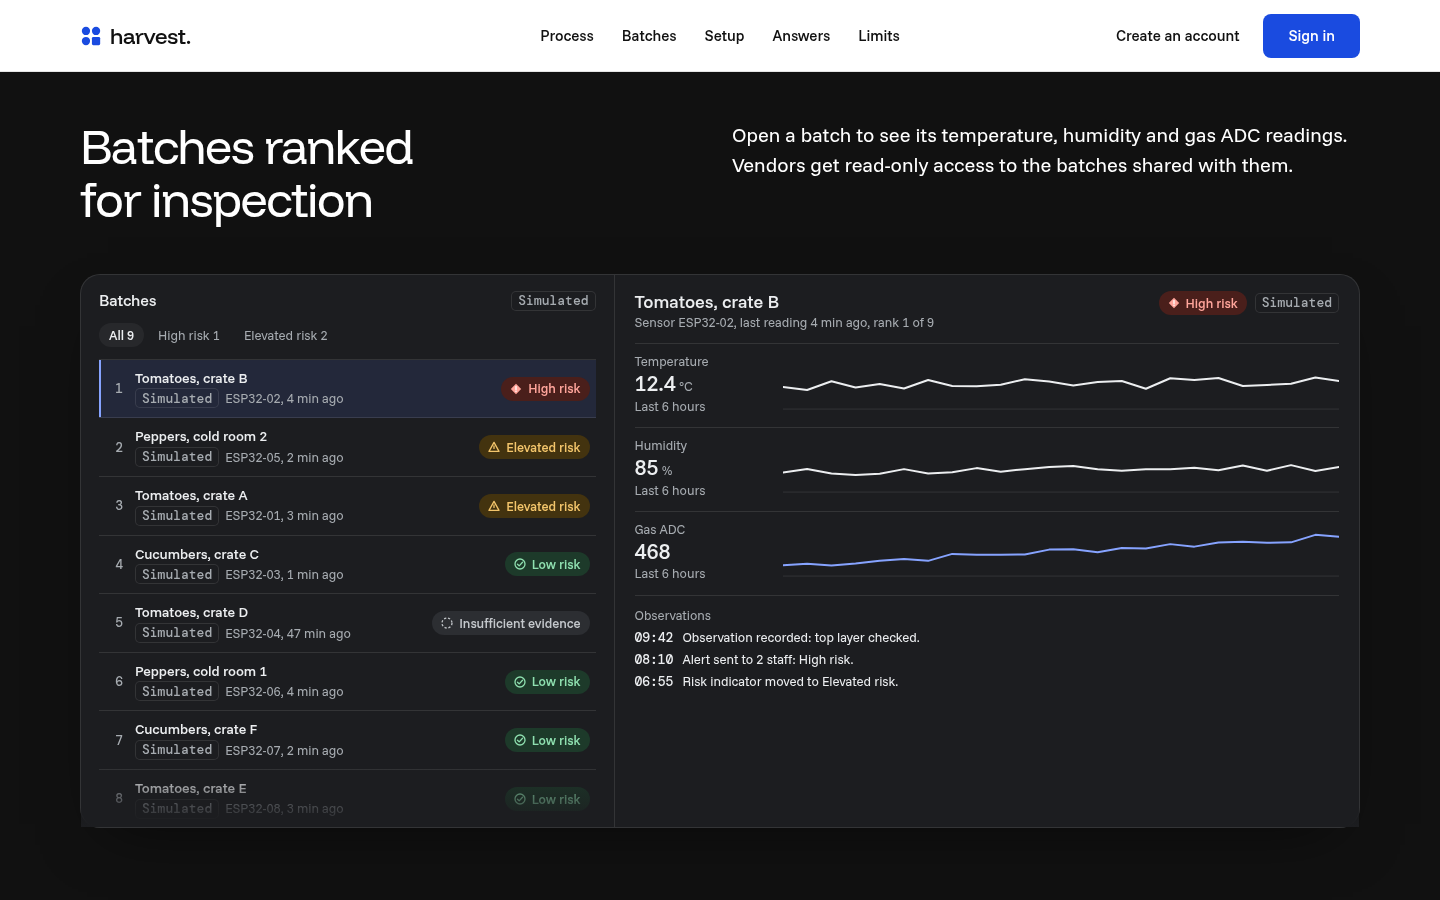 harvest.
Process Batches Setup Answers Limits
Create an account Sign in
Batches ranked
for inspection
Open a batch to see its temperature, humidity and gas ADC readings.
Vendors get read-only access to the batches shared with them.
Batches Simulated
All 9 High risk 1 Elevated risk 2
1 Tomatoes, crate B
Simulated ESP32-02, 4 min ago
High risk
2 Peppers, cold room 2
Simulated ESP32-05, 2 min ago
Elevated risk
3 Tomatoes, crate A
Simulated ESP32-01, 3 min ago
Elevated risk
4 Cucumbers, crate C
Simulated ESP32-03, 1 min ago
Low risk
5 Tomatoes, crate D
Simulated ESP32-04, 47 min ago
Insufficient evidence
6 Peppers, cold room 1
Simulated ESP32-06, 4 min ago
Low risk
7 Cucumbers, crate F
Simulated ESP32-07, 2 min ago
Low risk
8 Tomatoes, crate E
Simulated ESP32-08, 3 min ago
Low risk
Tomatoes, crate B
High risk Simulated
Sensor ESP32-02, last reading 4 min ago, rank 1 of 9
Temperature
12.4 °C
Last 6 hours
Humidity
85 %
Last 6 hours
Gas ADC
468
Last 6 hours
Observations
09:42 Observation recorded: top layer checked.
08:10 Alert sent to 2 staff: High risk.
06:55 Risk indicator moved to Elevated risk.